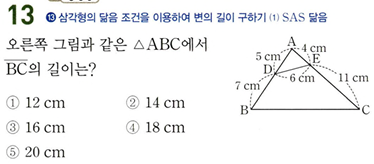 13 ⑬ 삼각형의 닮음 조건을 이용하여 변의 길이 구하기 ⑴ SAS 닮음
오른쪽 그림과 같은 △ABC에서
BC의 길이는?
① 12 cm ② 14 cm
③ 16 cm ④ 18 cm
⑤ 20 cm
A
5 cm 4 cm
D E
6 cm
7 cm 11 cm
B C